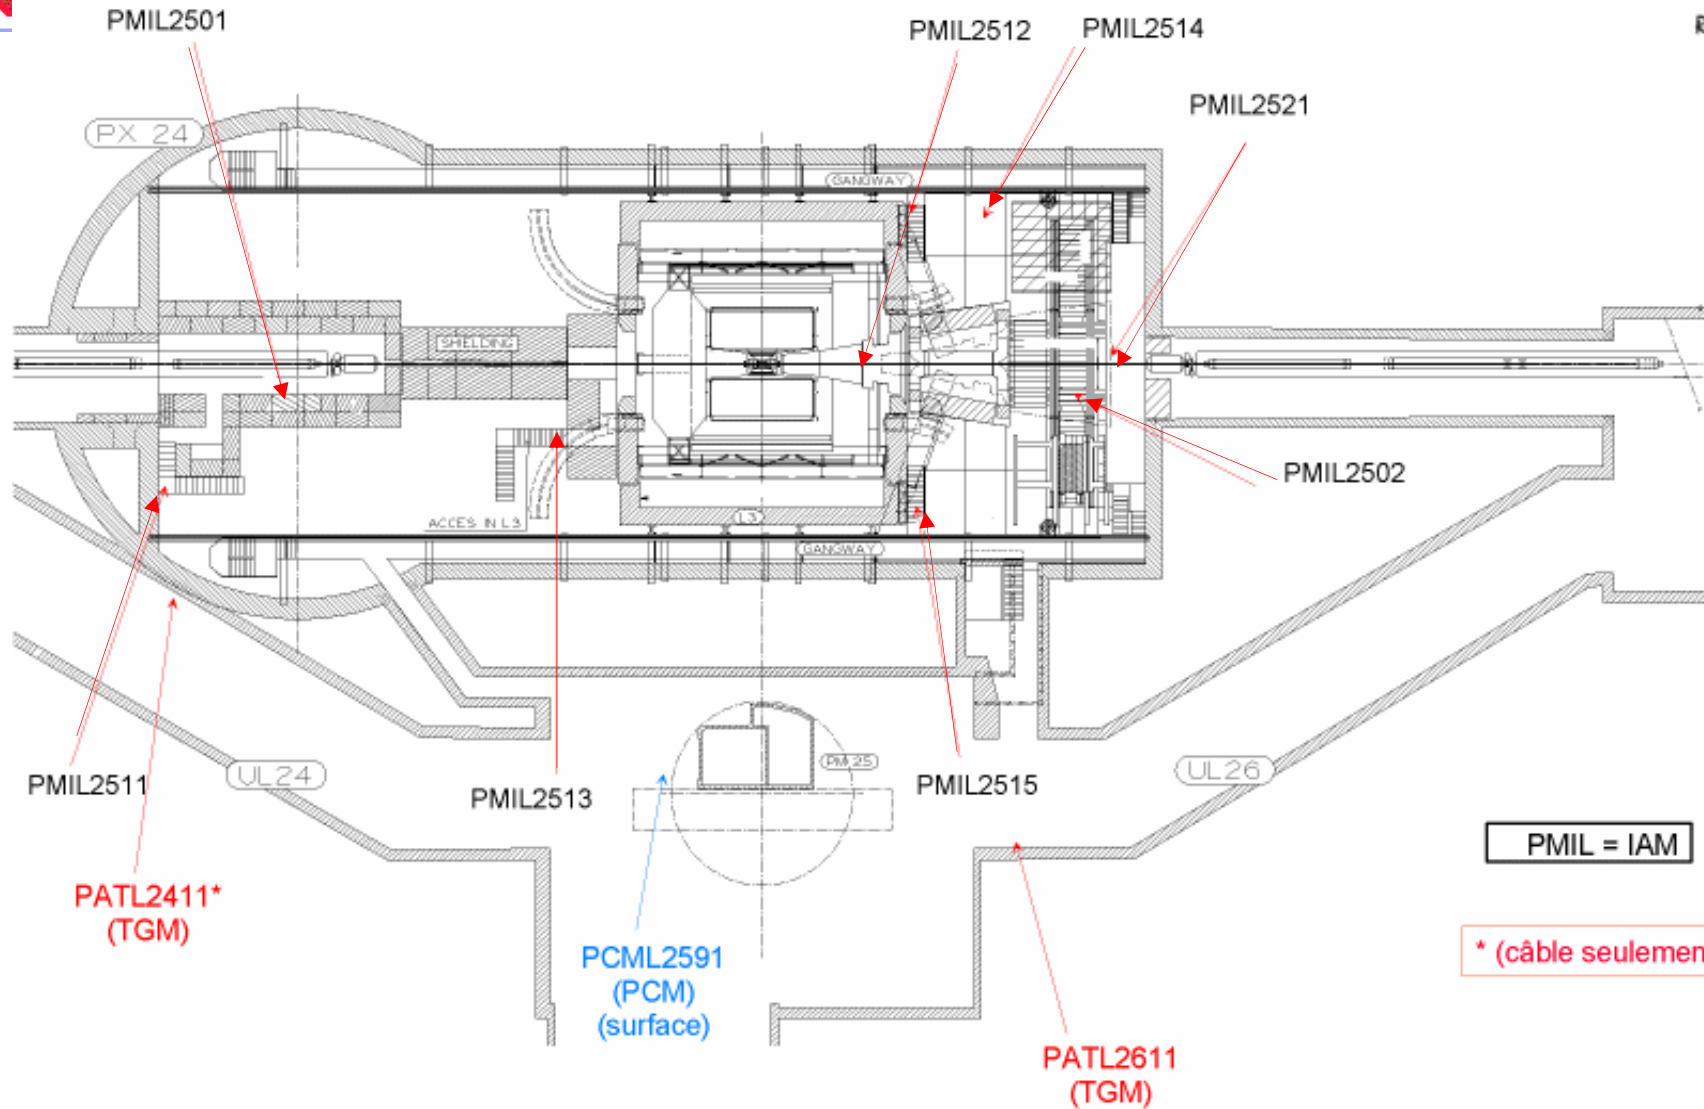 PMIL2501
PMIL2512
PMIL2514
PMIL2521
PX 24
GANGWAY
SHIELDING
PMIL2502
ACCES IN L3
L3
GANGWAY
PMIL2511
UL24
PMIL2513
PM 25
PMIL2515
UL26
PMIL = IAM
PATL2411*
(TGM)
PCML2591
(PCM)
(surface)
* (câble seulemen
PATL2611
(TGM)